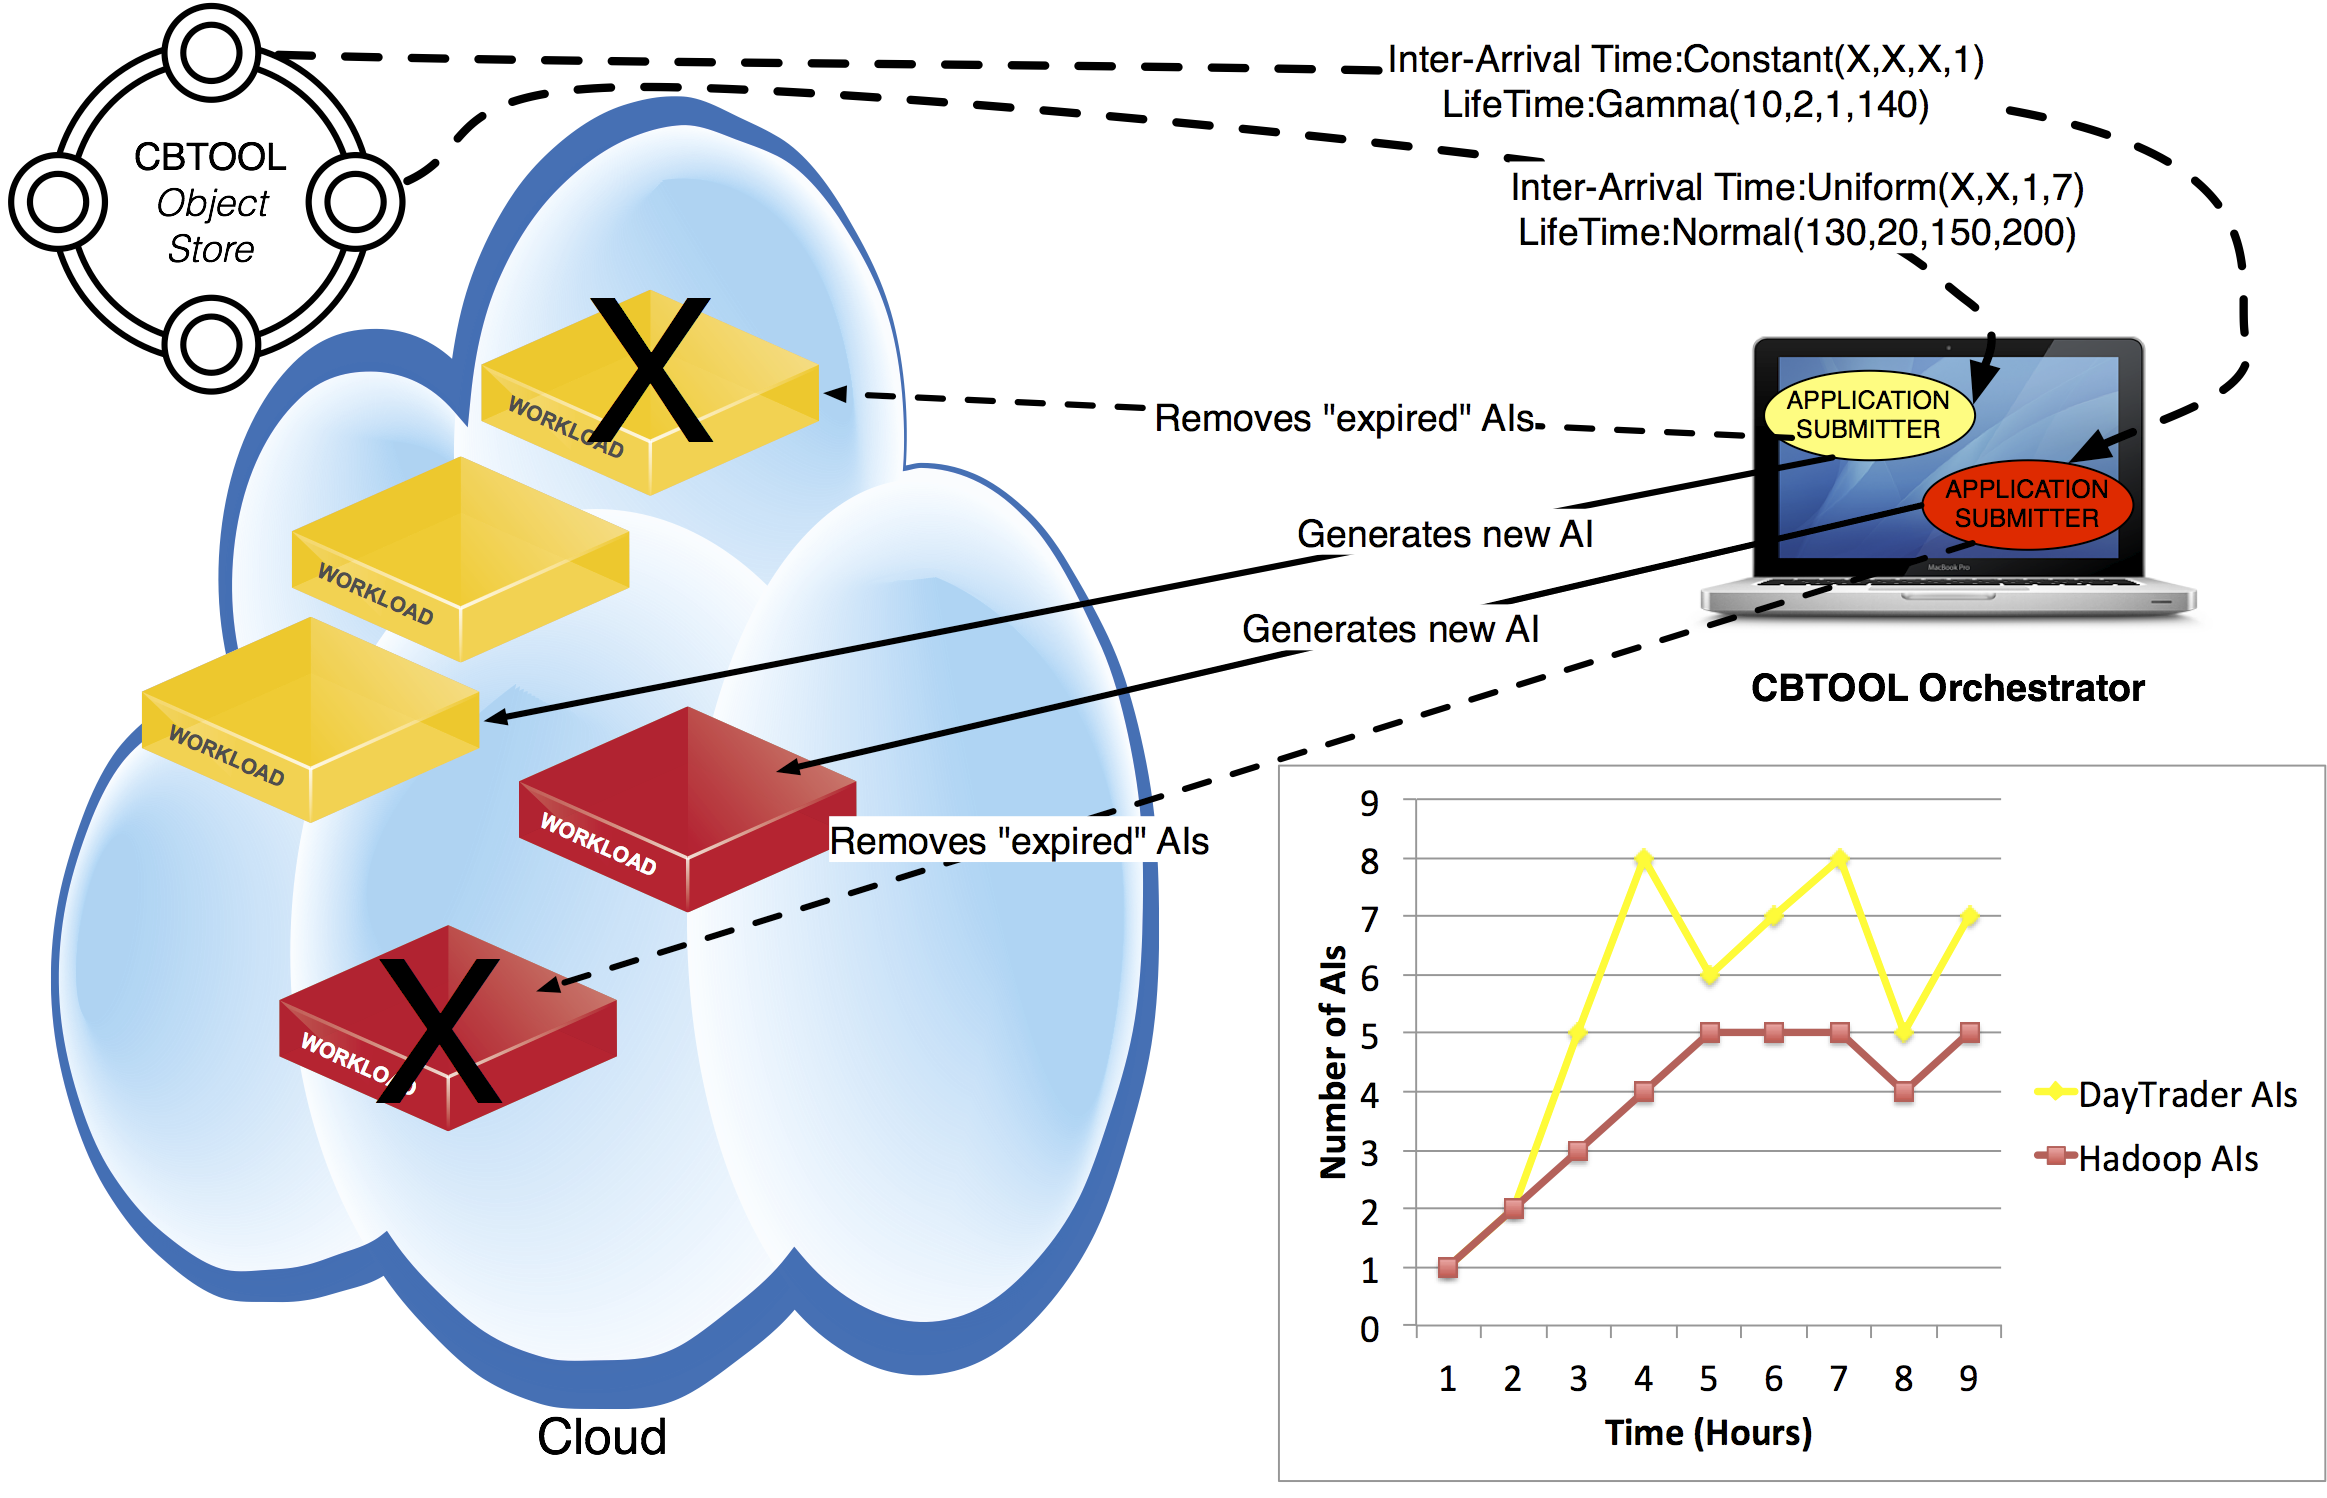 CBTOOL
Object
Store
Inter-Arrival Time:Constant(X,X,X,1)
LifeTime:Gamma(10,2,1,140)
Inter-Arrival Time:Uniform(X,X,1,7)
LifeTime:Normal(130,20,150,200)
X
WORKLOAD
WORKLOAD
WORKLOAD
WORKLOAD
X
WORKLOAD
Removes "expired" AIs
Generates new AI
Generates new AI
Removes "expired" AIs
APPLICATION
SUBMITTER
APPLICATION
SUBMITTER
MacBook Pro
CBTOOL Orchestrator
Cloud
Number of AIs
9
8
7
6
5
4
3
2
1
0
1 2 3 4 5 6 7 8 9
Time (Hours)
DayTrader AIs
Hadoop AIs